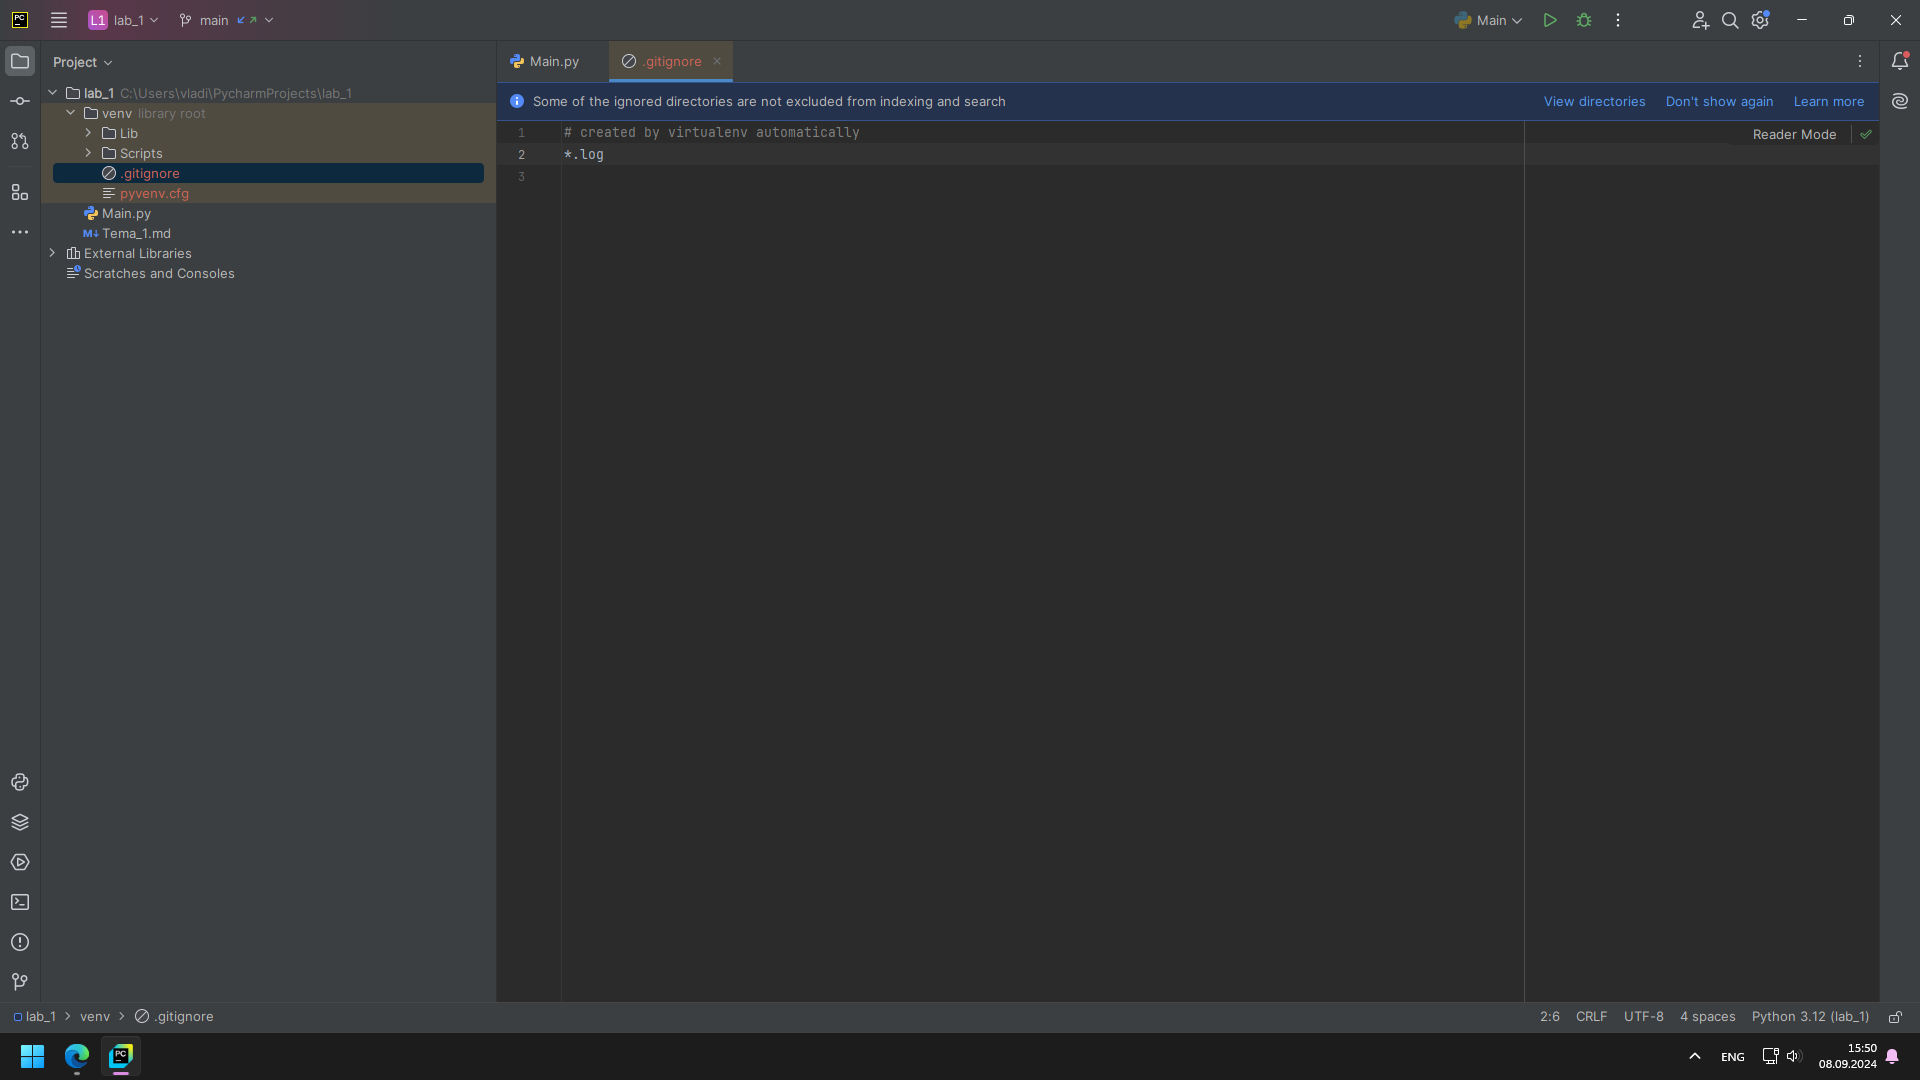 PC
L1 lab_1
main
Main
Project
Main.py
.gitignore
lab_1 C:\Users\vladi\PycharmProjects\lab_1
venv library root
Lib
Scripts
.gitignore
pyvenv.cfg
Main.py
M↓ Tema_1.md
External Libraries
Scratches and Consoles
Some of the ignored directories are not excluded from indexing and search
View directories
Don't show again
Learn more
1 # created by virtualenv automatically
Reader Mode
2 *.log
3
lab_1 > venv > .gitignore
2:6 CRLF UTF-8 4 spaces Python 3.12 (lab_1)
PC
ENG
15:50
08.09.2024